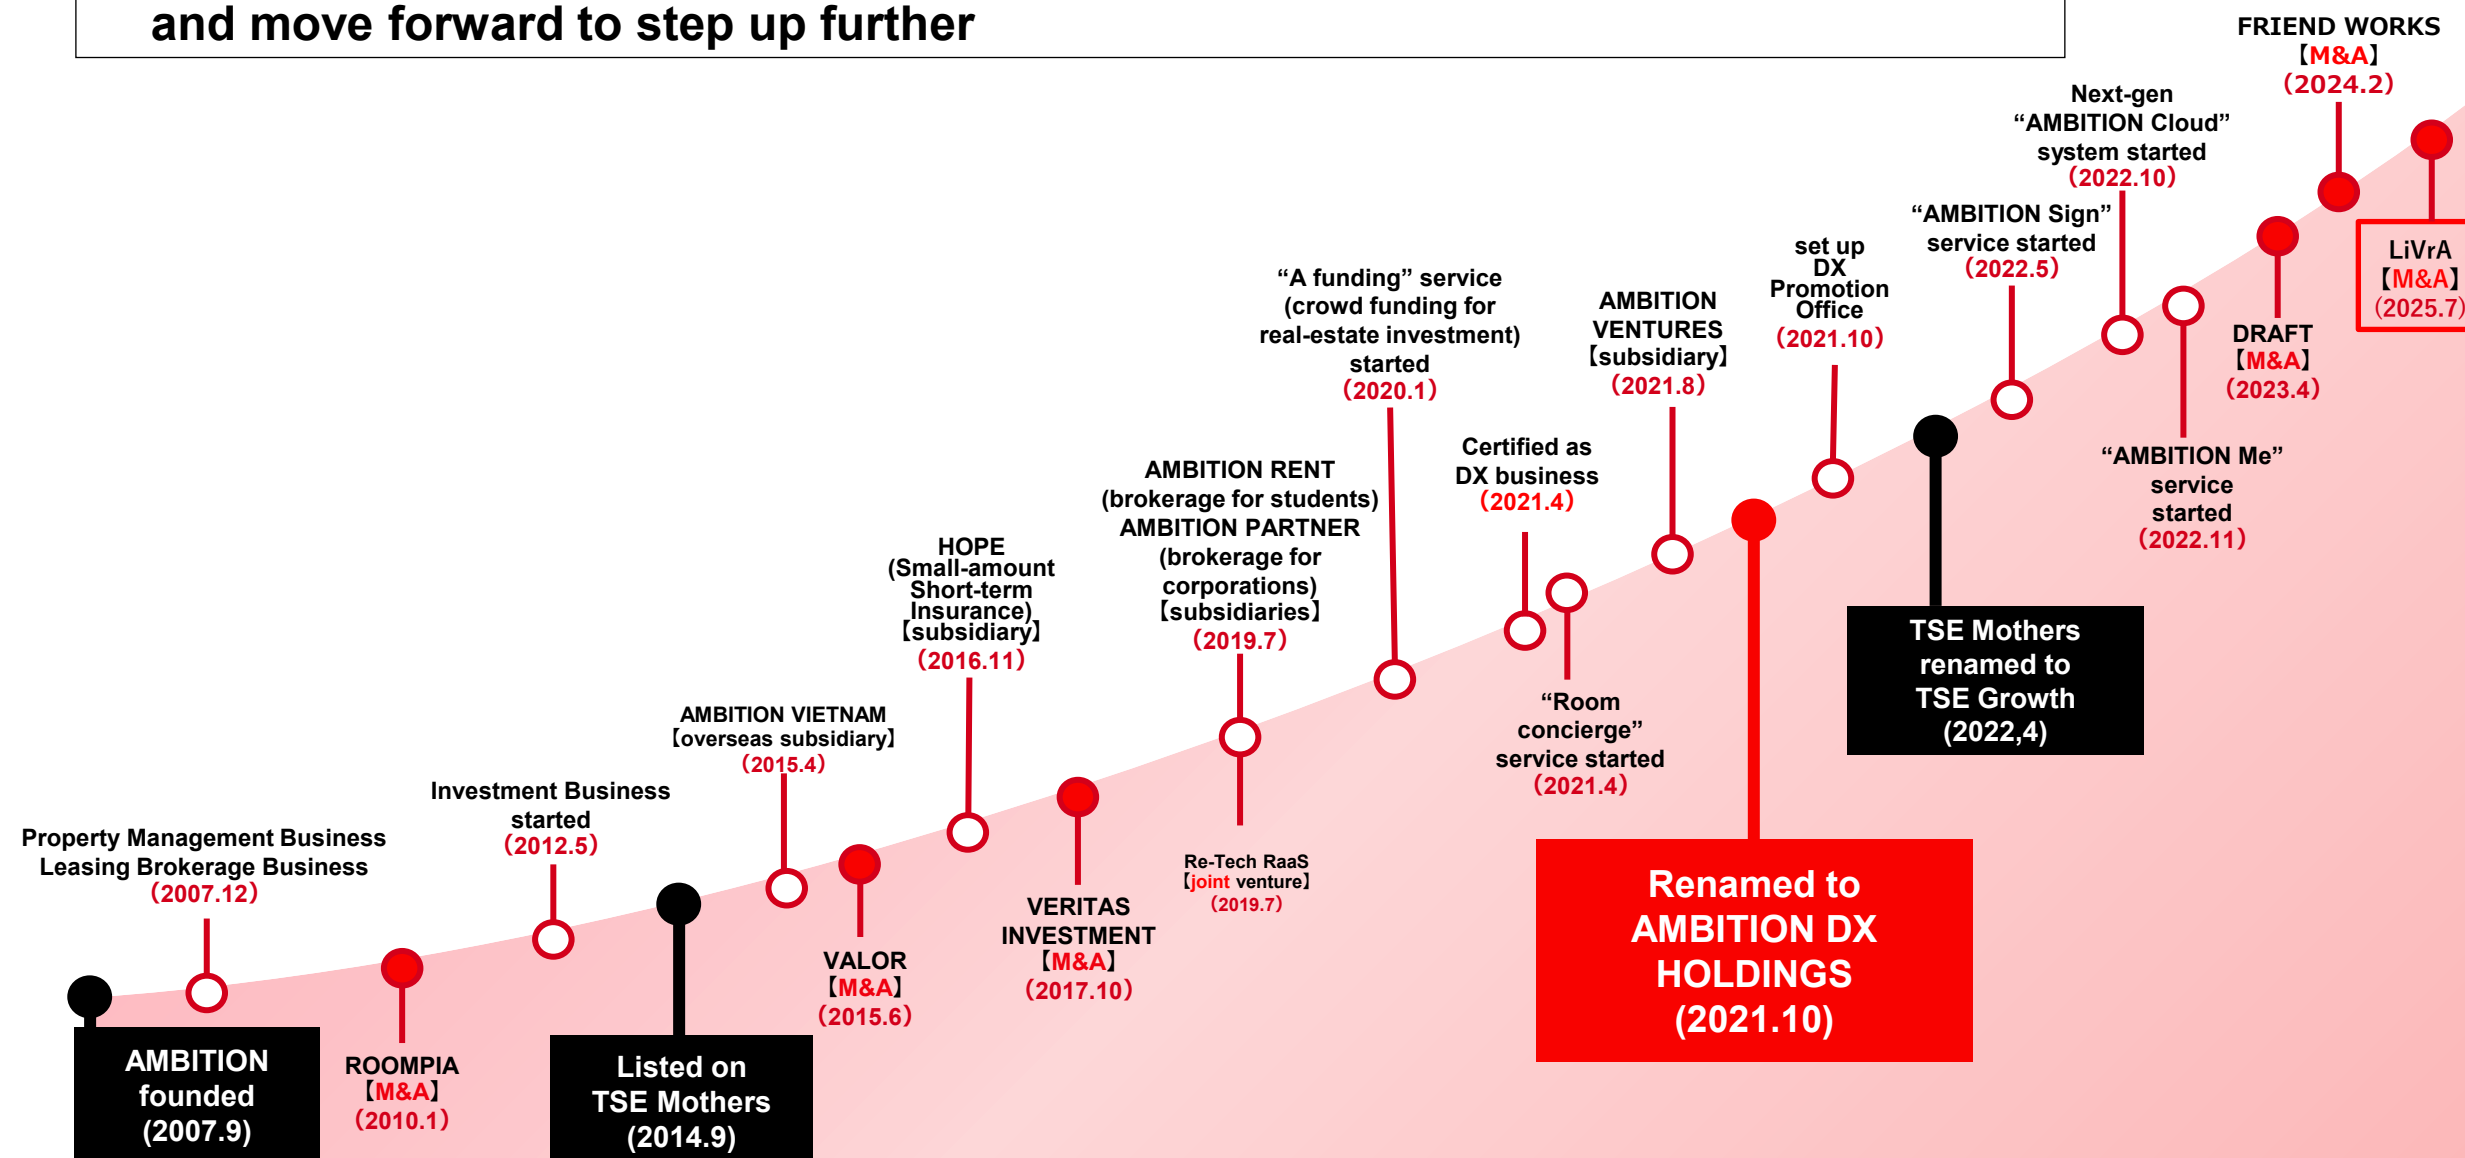 and move forward to step up further
FRIEND WORKS
【M&A】
（2024.2）
Next-gen
“AMBITION Cloud”
system started
（2022.10）
“AMBITION Sign”
service started
（2022.5）
LiVrA
【M&A】
（2025.7）
set up
DX
Promotion
Office
（2021.10）
“A funding” service
(crowd funding for
real-estate investment)
started
（2020.1）
AMBITION
VENTURES
【subsidiary】
（2021.8）
DRAFT
【M&A】
（2023.4）
Certified as
DX business
（2021.4）
“AMBITION Me”
service
started
（2022.11）
AMBITION RENT
(brokerage for students)
AMBITION PARTNER
(brokerage for
corporations)
【subsidiaries】
（2019.7）
HOPE
(Small-amount
Short-term
Insurance)
【subsidiary】
（2016.11）
TSE Mothers
renamed to
TSE Growth
(2022,4)
“Room
concierge”
service started
（2021.4）
AMBITION VIETNAM
【overseas subsidiary】
（2015.4）
Investment Business
started
（2012.5）
Property Management Business
Leasing Brokerage Business
（2007.12）
Re-Tech RaaS
【joint venture】
（2019.7）
VERITAS
INVESTMENT
【M&A】
（2017.10）
Renamed to
AMBITION DX
HOLDINGS
(2021.10)
VALOR
【M&A】
（2015.6）
AMBITION
founded
(2007.9)
ROOMPIA
【M&A】
（2010.1）
Listed on
TSE Mothers
(2014.9)